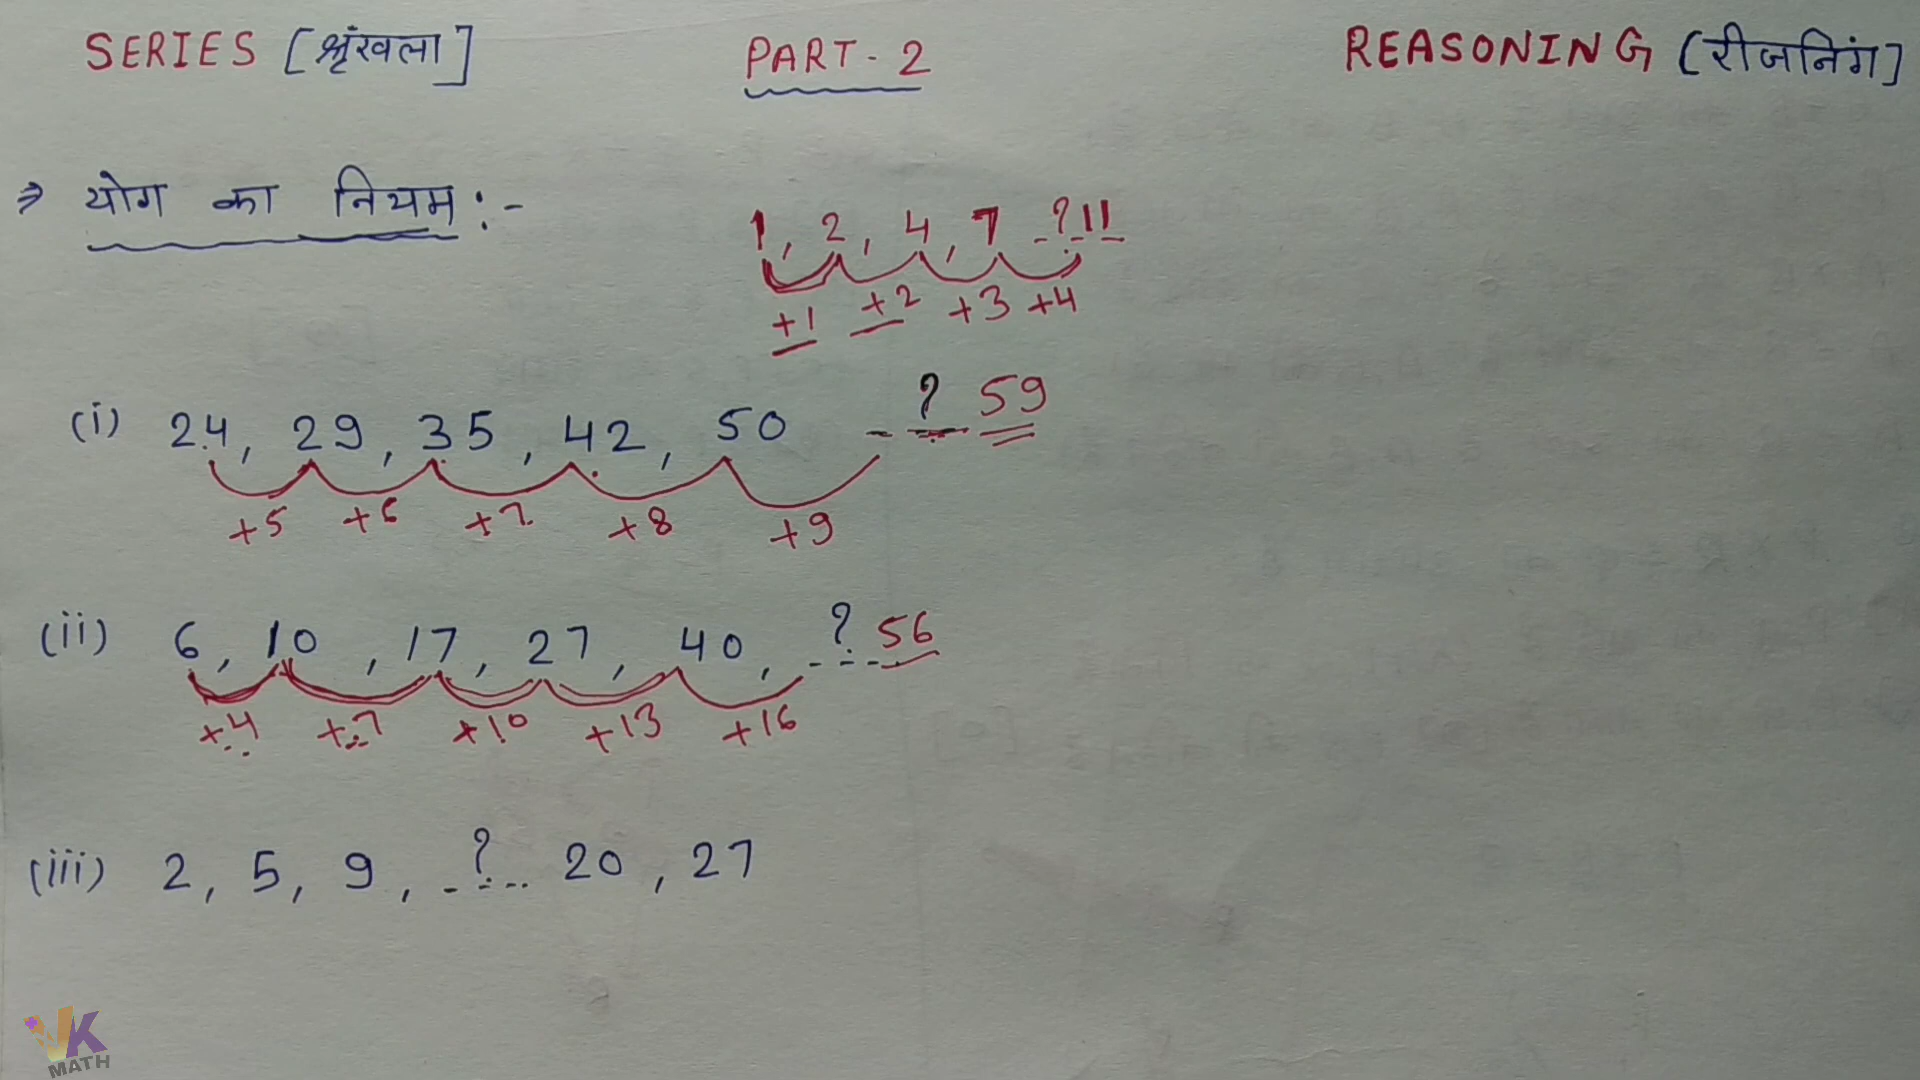 SERIES [श्रृंखला] PART-2 REASONING [रीजनिंग]
⇒ योग का नियम :-
1, 2, 4, 7 ? 11
+1 +2 +3 +4
(i) 24, 29, 35, 42, 50 ? 59
+5 +6 +7 +8 +9
(ii) 6, 10, 17, 27, 40, ? 56
+4 +7 +10 +13 +16
(iii) 2, 5, 9, ? 20, 27
VK
MATH